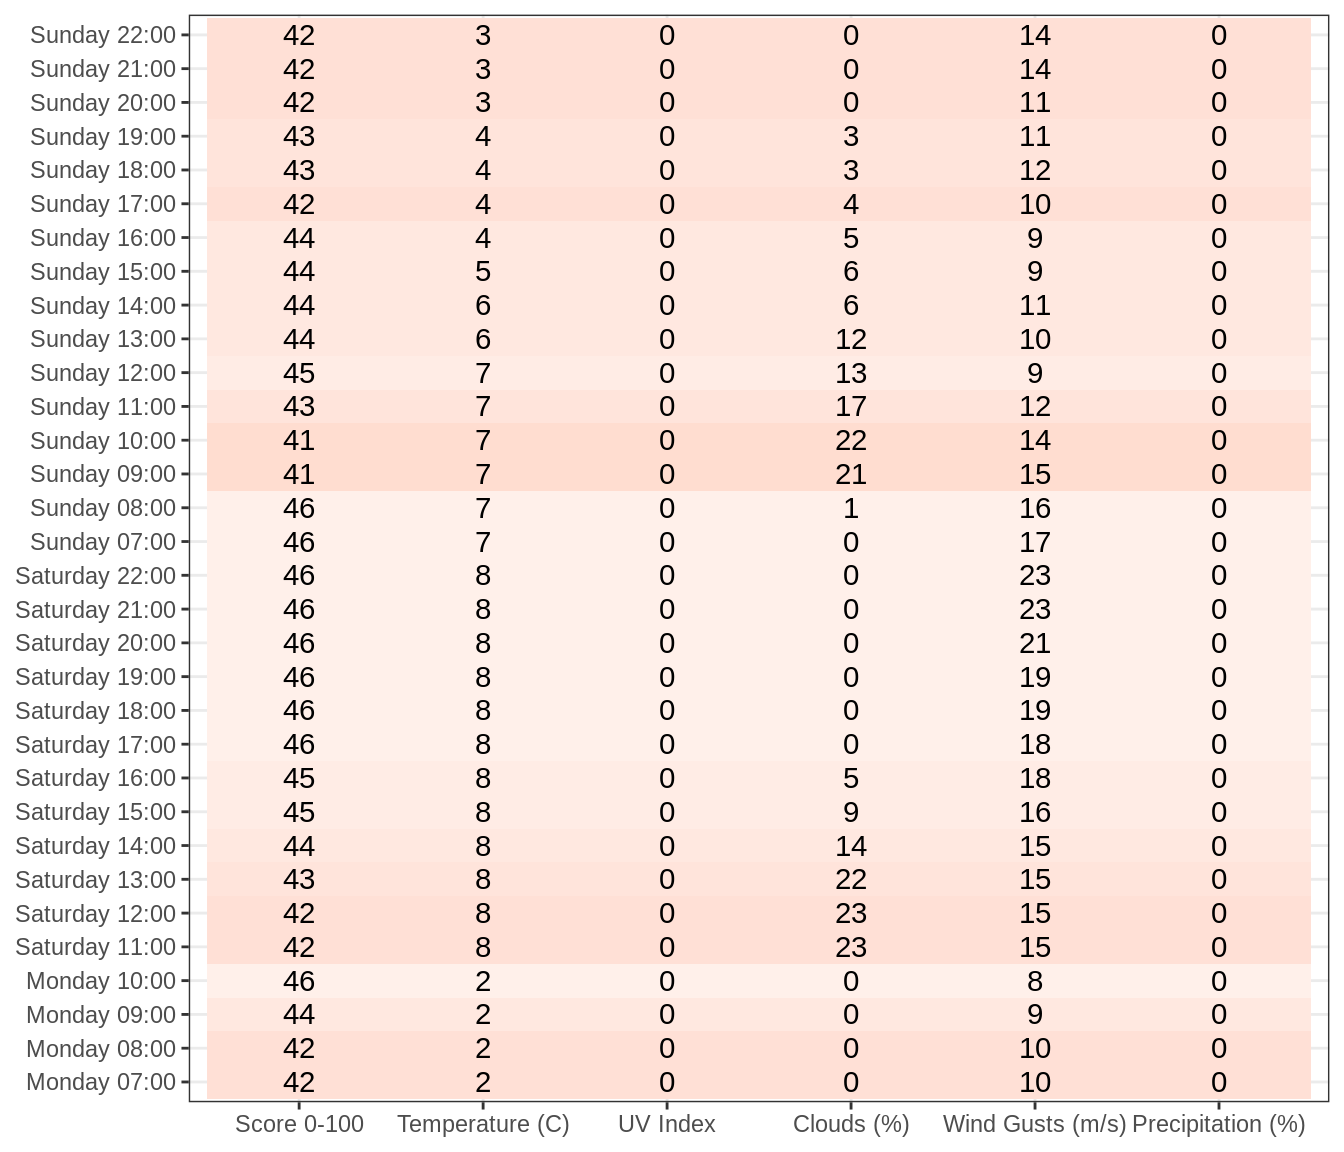 Sunday 22:00 42 3 0 0 14 0
Sunday 21:00 42 3 0 0 14 0
Sunday 20:00 42 3 0 0 11 0
Sunday 19:00 43 4 0 3 11 0
Sunday 18:00 43 4 0 3 12 0
Sunday 17:00 42 4 0 4 10 0
Sunday 16:00 44 4 0 5 9 0
Sunday 15:00 44 5 0 6 9 0
Sunday 14:00 44 6 0 6 11 0
Sunday 13:00 44 6 0 12 10 0
Sunday 12:00 45 7 0 13 9 0
Sunday 11:00 43 7 0 17 12 0
Sunday 10:00 41 7 0 22 14 0
Sunday 09:00 41 7 0 21 15 0
Sunday 08:00 46 7 0 1 16 0
Sunday 07:00 46 7 0 0 17 0
Saturday 22:00 46 8 0 0 23 0
Saturday 21:00 46 8 0 0 23 0
Saturday 20:00 46 8 0 0 21 0
Saturday 19:00 46 8 0 0 19 0
Saturday 18:00 46 8 0 0 19 0
Saturday 17:00 46 8 0 0 18 0
Saturday 16:00 45 8 0 5 18 0
Saturday 15:00 45 8 0 9 16 0
Saturday 14:00 44 8 0 14 15 0
Saturday 13:00 43 8 0 22 15 0
Saturday 12:00 42 8 0 23 15 0
Saturday 11:00 42 8 0 23 15 0
Monday 10:00 46 2 0 0 8 0
Monday 09:00 44 2 0 0 9 0
Monday 08:00 42 2 0 0 10 0
Monday 07:00 42 2 0 0 10 0
Score 0-100 Temperature (C) UV Index Clouds (%) Wind Gusts (m/s) Precipitation (%)